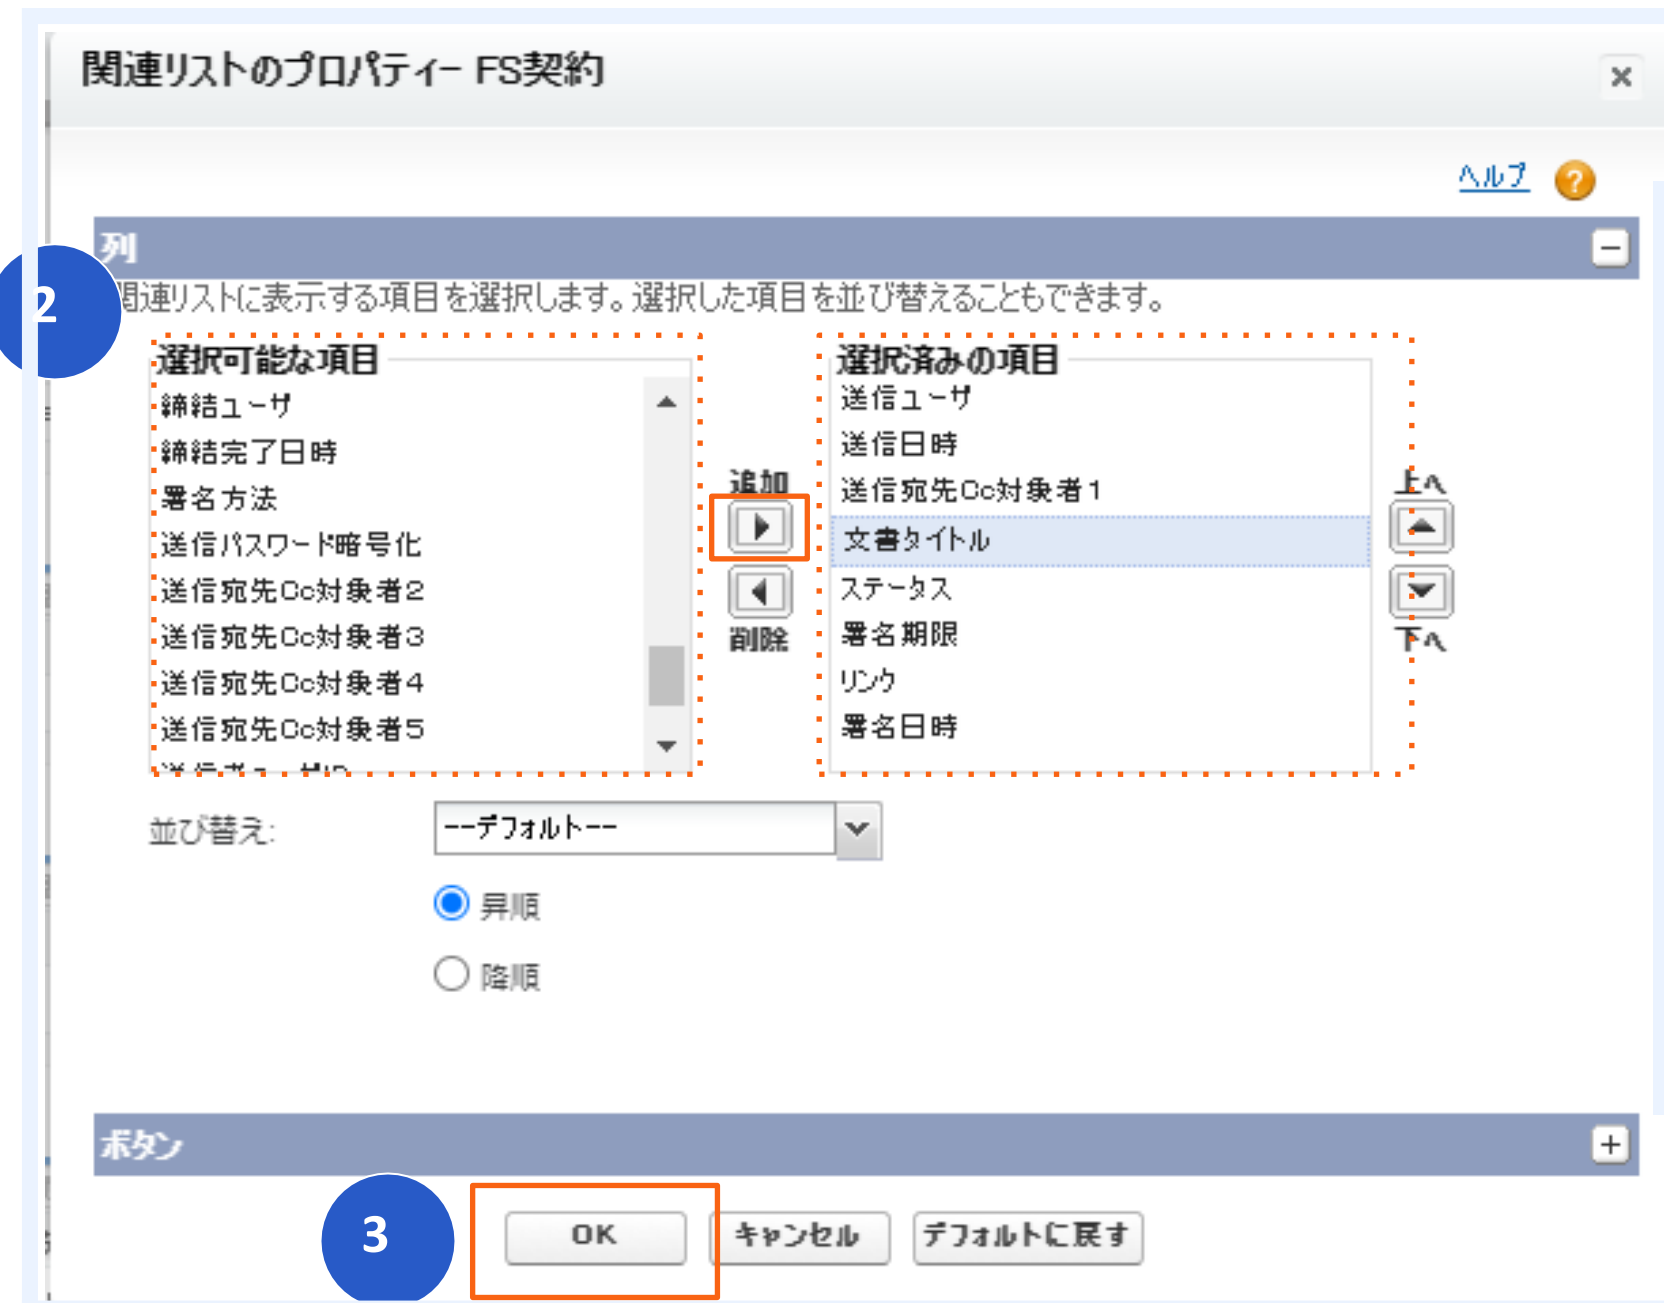 関連リストのプロパティー FS契約
ヘルプ
列
2
関連リストに表示する項目を選択します。選択した項目を並び替えることもできます。
選択可能な項目
締結ユーザ
締結完了日時
署名方法
送信パスワード暗号化
送信宛先Cc対象者2
送信宛先Cc対象者3
送信宛先Cc対象者4
送信宛先Cc対象者5
追加
削除
選択済みの項目
送信ユーザ
送信日時
送信宛先Cc対象者1
文書タイトル
ステータス
署名期限
リンク
署名日時
上へ
下へ
並び替え:
--デフォルト--
昇順
降順
ボタン
3
OK
キャンセル
デフォルトに戻す